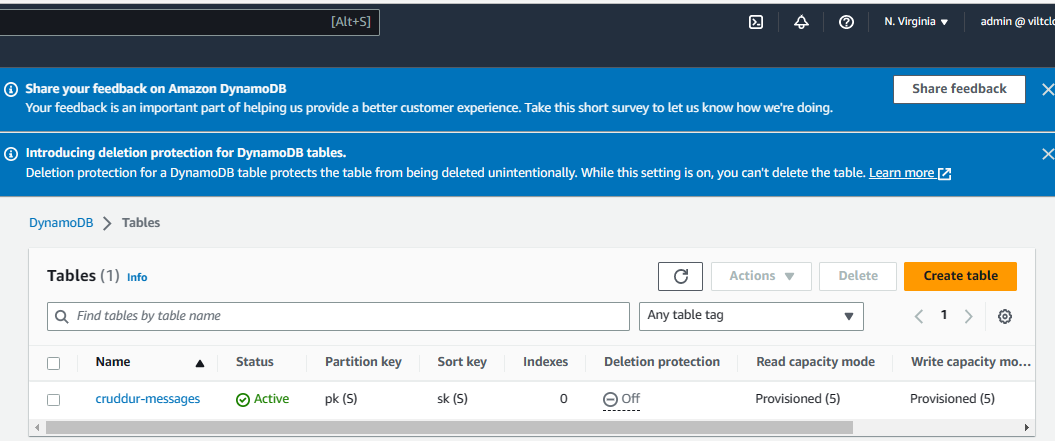 [Alt+S]
N. Virginia
admin @ viltclo
Share your feedback on Amazon DynamoDB
Your feedback is an important part of helping us provide a better customer experience. Take this short survey to let us know how we're doing.
Share feedback
Introducing deletion protection for DynamoDB tables.
Deletion protection for a DynamoDB table protects the table from being deleted unintentionally. While this setting is on, you can't delete the table. Learn more
DynamoDB > Tables
Tables (1) Info
Actions
Delete
Create table
Find tables by table name
Any table tag
1
Name Status Partition key Sort key Indexes Deletion protection Read capacity mode Write capacity mo...
cruddur-messages Active pk (S) sk (S) 0 Off Provisioned (5) Provisioned (5)